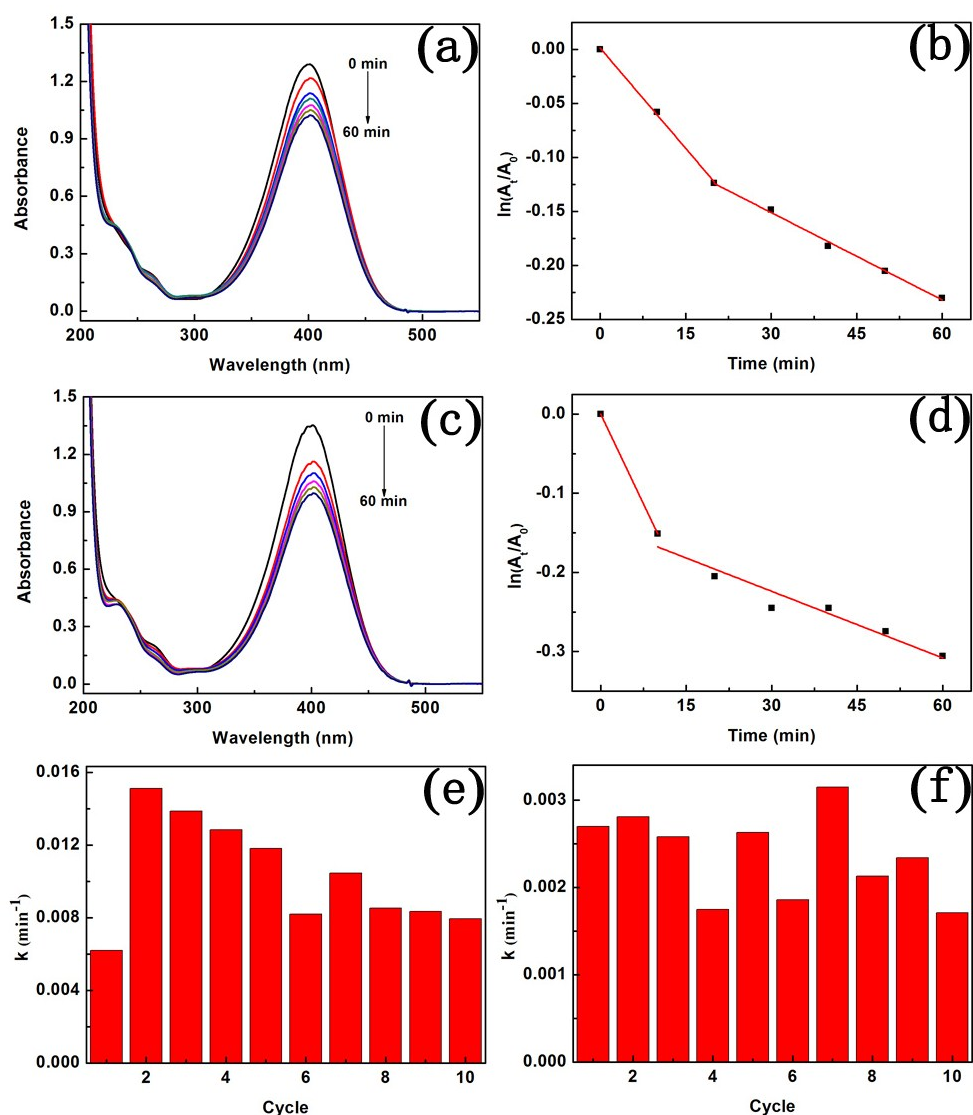 (a)
1.5
1.2
0.9
0.6
0.3
0.0
Absorbance
0 min
60 min
200
300
400
500
Wavelength (nm)
(b)
0.00
-0.05
-0.10
-0.15
-0.20
-0.25
ln(At/A0)
0
15
30
45
60
Time (min)
(c)
1.5
1.2
0.9
0.6
0.3
0.0
Absorbance
0 min
60 min
200
300
400
500
Wavelength (nm)
(d)
0.0
-0.1
-0.2
-0.3
ln(At/A0)
0
15
30
45
60
Time (min)
(e)
0.016
0.012
0.008
0.004
0.000
k (min-1)
2
4
6
8
10
Cycle
(f)
0.003
0.002
0.001
0.000
k (min-1)
2
4
6
8
10
Cycle